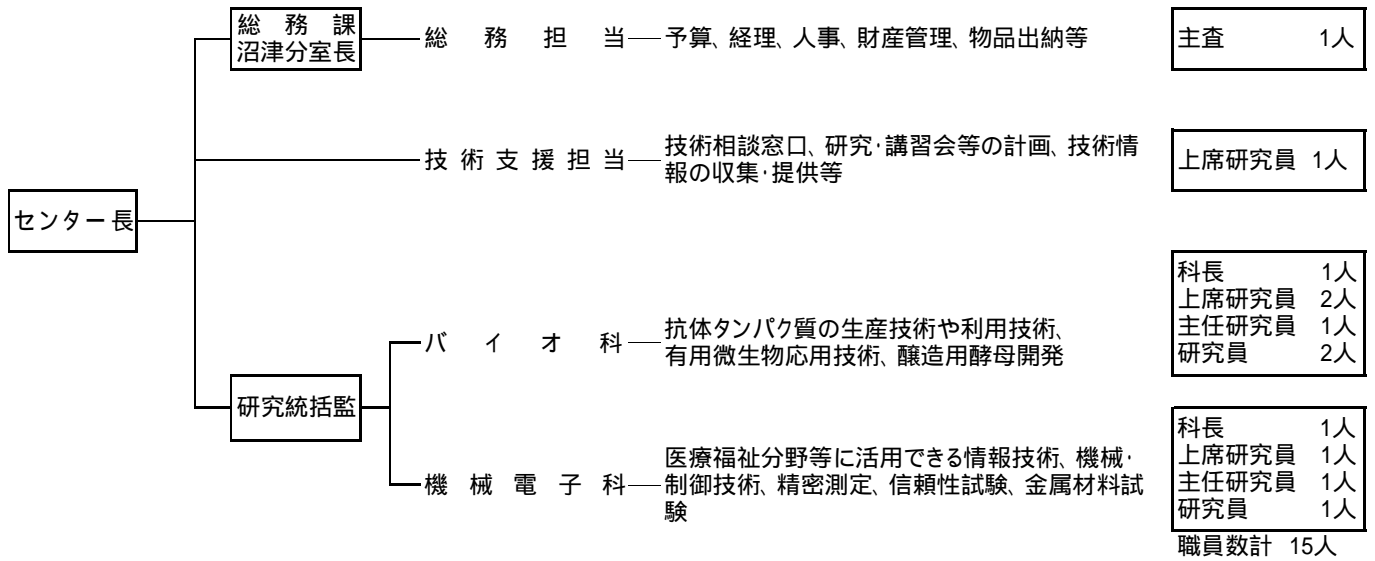 総務課
沼津分室長
総務担当
予算、経理、人事、財産管理、物品出納等
主査 1人
技術支援担当
技術相談窓口、研究・講習会等の計画、技術情
報の収集・提供等
上席研究員 1人
センター長
バイオ科
抗体タンパク質の生産技術や利用技術、
有用微生物応用技術、醸造用酵母開発
科長 1人
上席研究員 2人
主任研究員 1人
研究員 2人
研究統括監
機械電子科
医療福祉分野等に活用できる情報技術、機械・
制御技術、精密測定、信頼性試験、金属材料試
験
科長 1人
上席研究員 1人
主任研究員 1人
研究員 1人
職員数計 15人